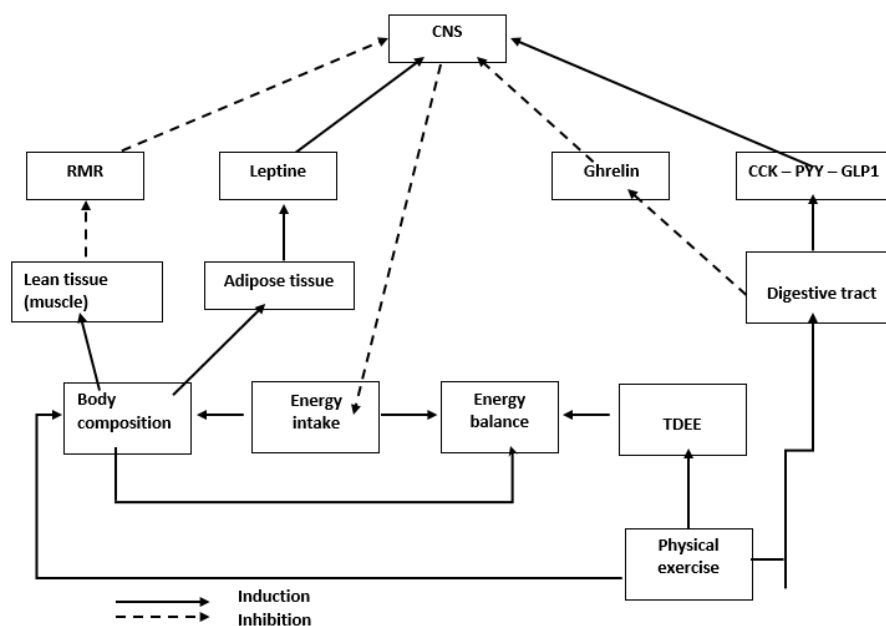 CNS
RMR
Leptine
Ghrelin
CCK – PYY – GLP1
Lean tissue
(muscle)
Adipose tissue
Digestive tract
Body
composition
Energy
intake
Energy
balance
TDEE
Physical
exercise
Induction
Inhibition